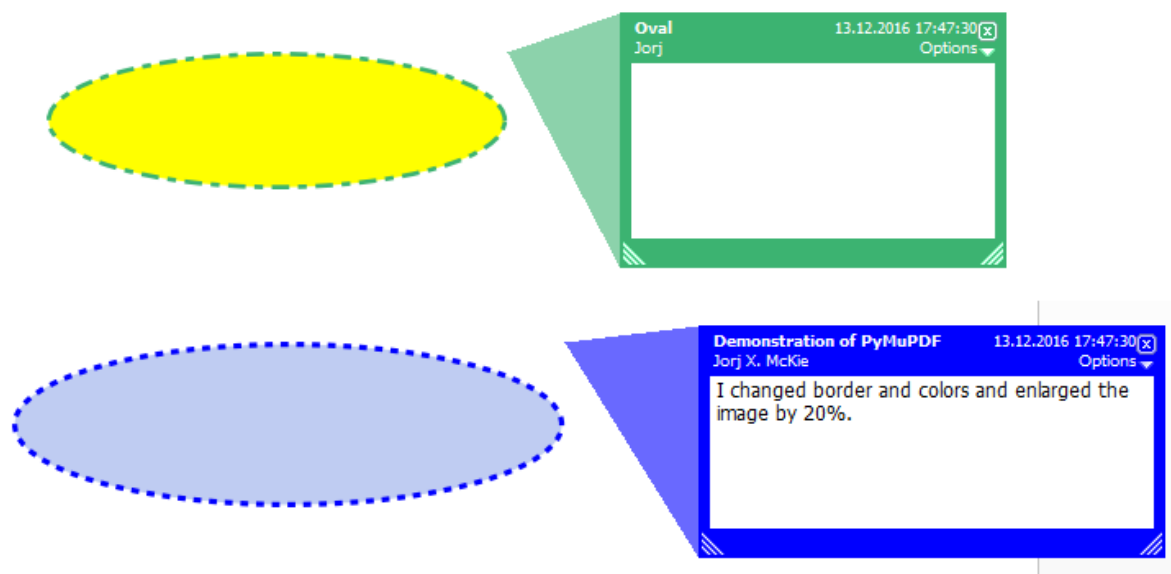 Oval 13.12.2016 17:47:30 x
Jorj Options
Demonstration of PyMuPDF 13.12.2016 17:47:30 x
Jorj X. McKie Options
I changed border and colors and enlarged the
image by 20%.